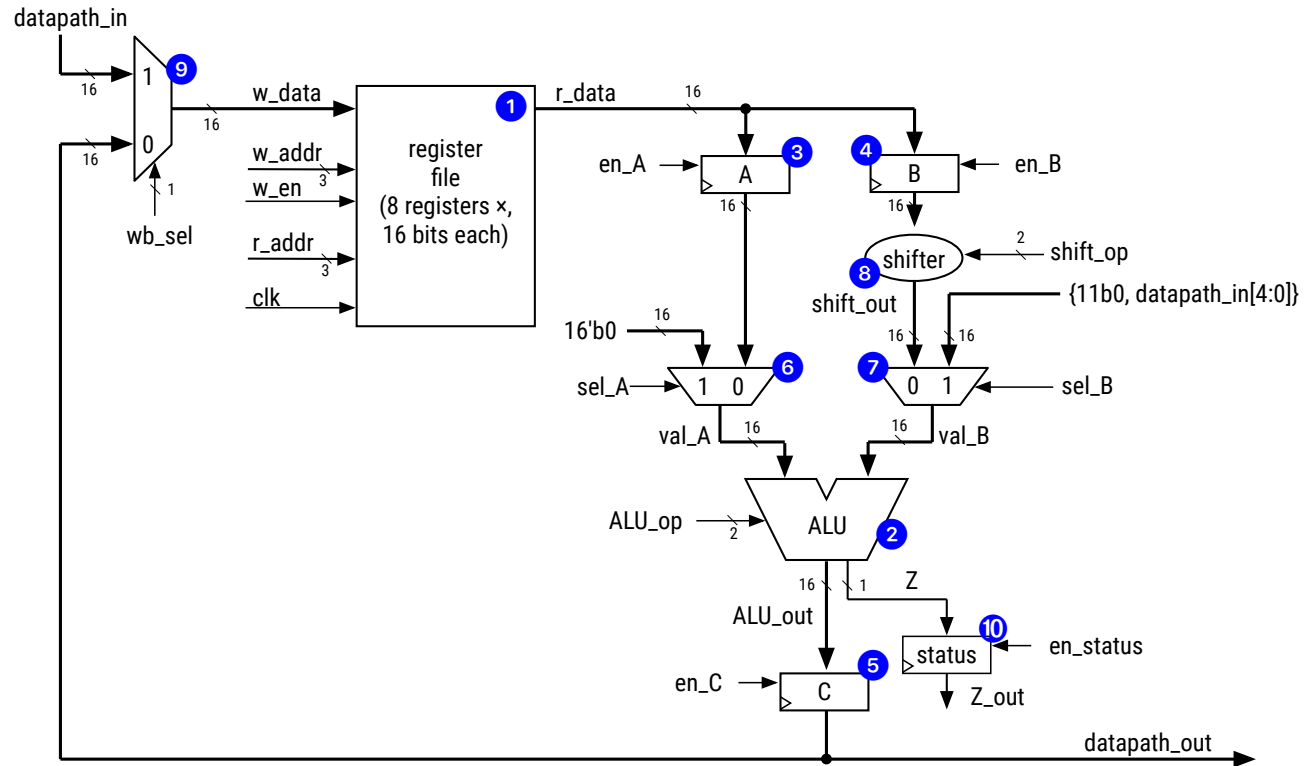 datapath_in
16
1
9
0
16
16
w_data
1
wb_sel
1
register
file
(8 registers ×,
16 bits each)
w_addr
3
w_en
r_addr
3
clk
r_data
16
en_A
A
3
16
4
B
en_B
16
shifter
8
2
shift_op
shift_out
{11b0, datapath_in[4:0]}
16'b0
16
16
16
sel_A
1 0
6
7
0 1
sel_B
val_A
16
16
val_B
ALU_op
2
ALU
2
16
1
Z
ALU_out
10
status
en_status
Z_out
en_C
C
5
datapath_out